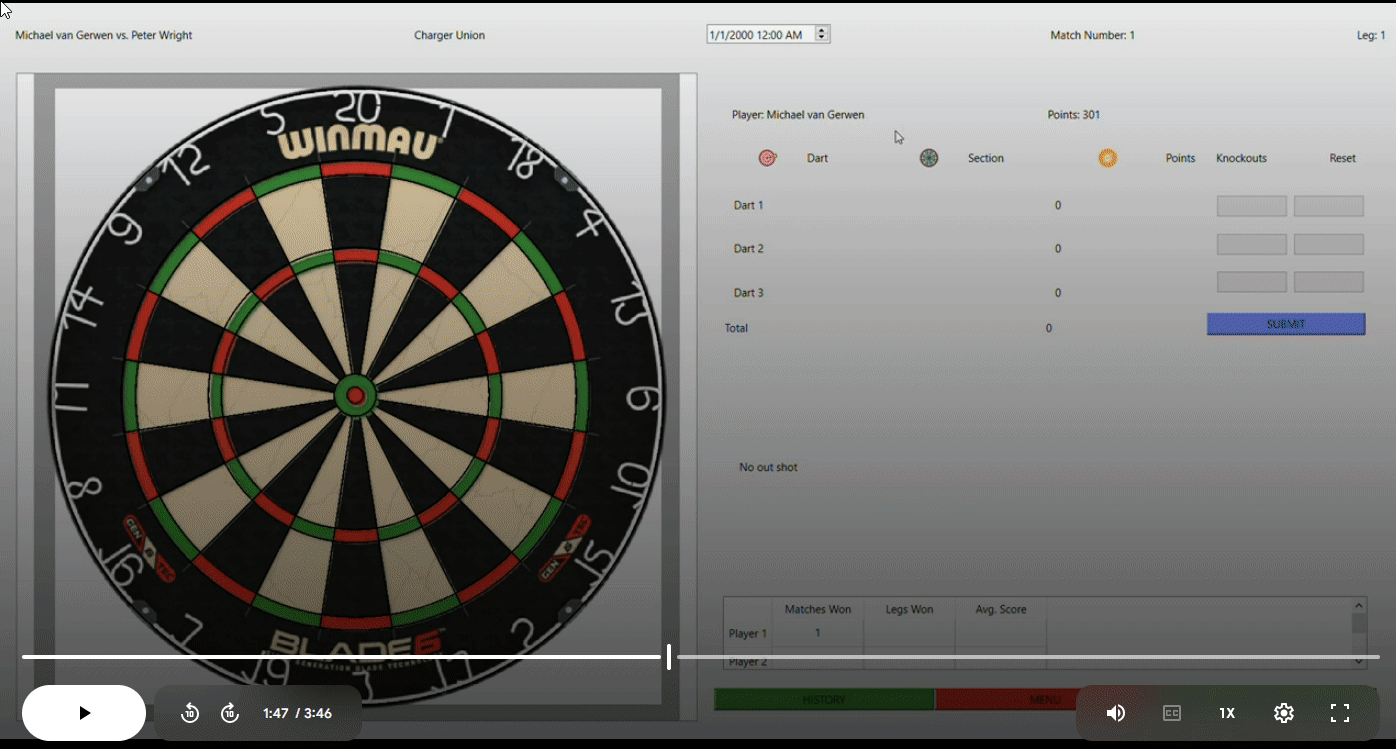 Michael van Gerwen vs. Peter Wright
Charger Union
1/1/2000 12:00 AM
Match Number: 1
Leg: 1
20
1
18
4
13
6
10
15
2
3
19
7
16
8
11
14
9
12
5
WINMAU
BLADE 6
GENERATION BLADE TECHNOLOGY
Player: Michael van Gerwen
Points: 301
Dart
Section
Points
Knockouts
Reset
Dart 1
0
Dart 2
0
Dart 3
0
Total
0
SUBMIT
No out shot
Matches Won
Legs Won
Avg. Score
Player 1
1
Player 2
HISTORY
MENU
10
10
1:47 / 3:46
CC
1X